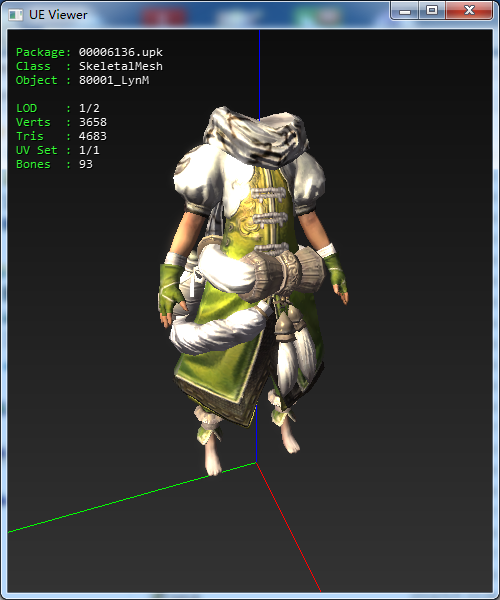 UE Viewer
Package: 00006136.upk
Class : SkeletalMesh
Object : 80001_LynM
LOD : 1/2
Verts : 3658
Tris : 4683
UV Set : 1/1
Bones : 93